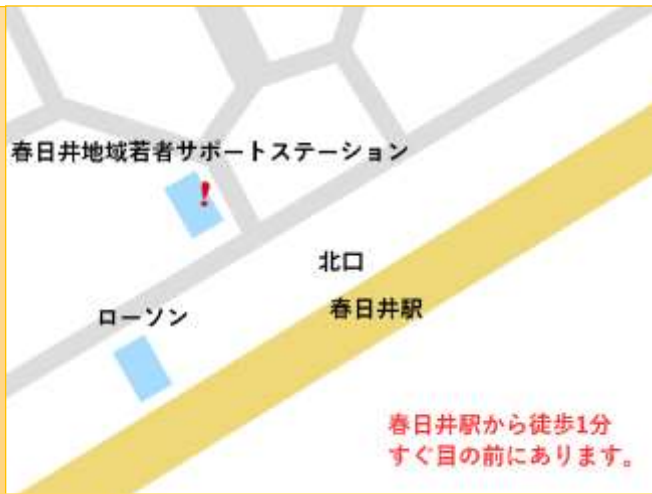 春日井地域若者サポートステーション
北口
春日井駅
ローソン
春日井駅から徒歩1分
すぐ目の前にあります。